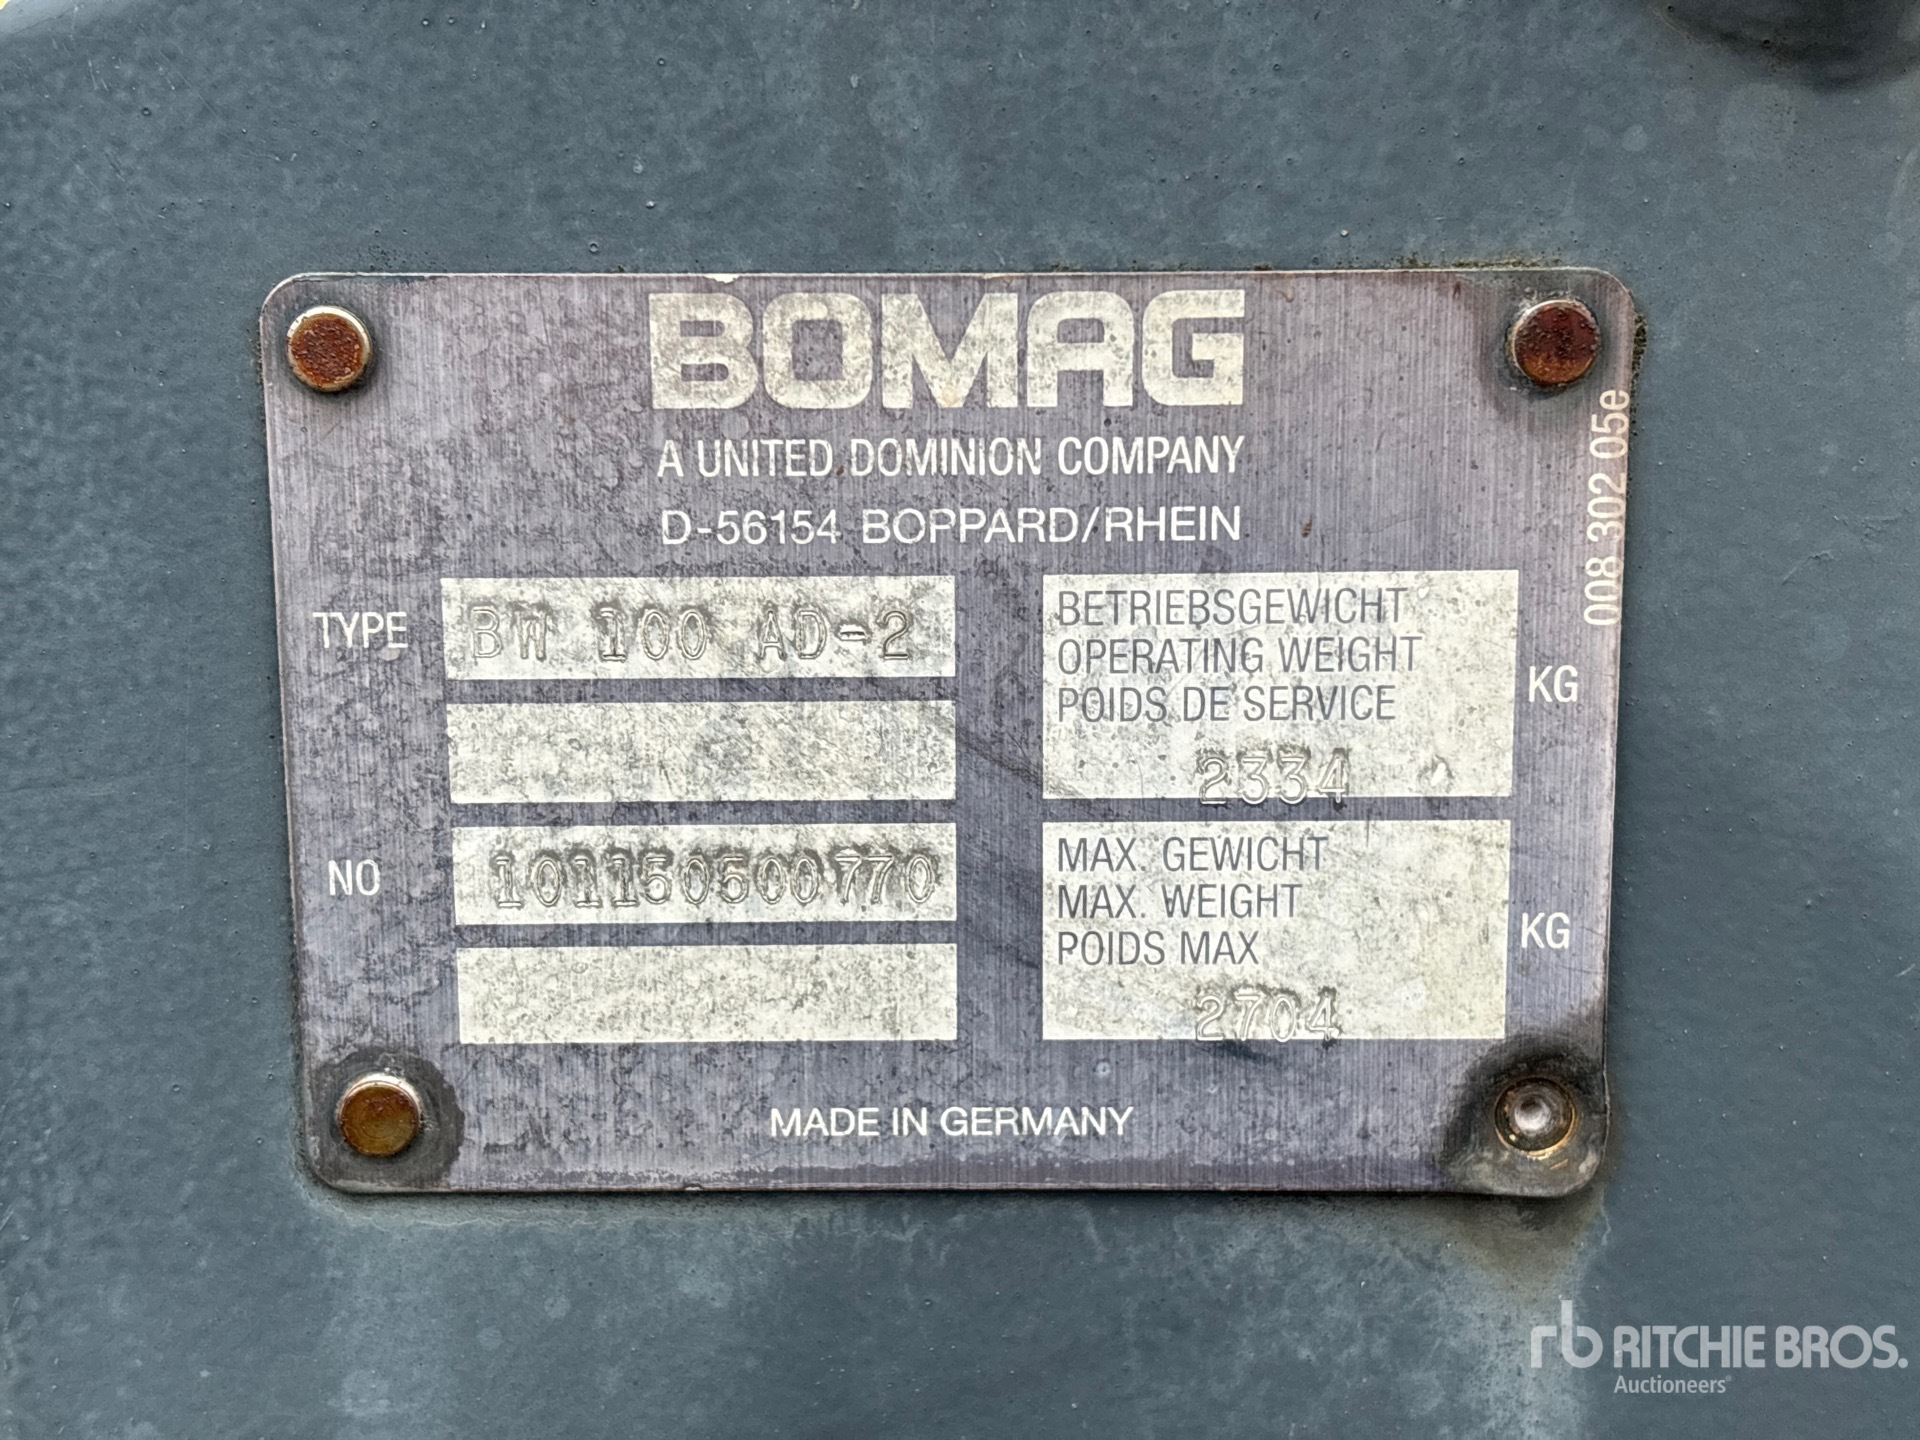 BOMAG
A UNITED DOMINION COMPANY
D-56154 BOPPARD/RHEIN
008 302 05e
TYPE BW 100 AD-2
NO 101150500770
BETRIEBSGEWICHT
OPERATING WEIGHT
POIDS DE SERVICE
2334 KG
MAX. GEWICHT
MAX. WEIGHT
POIDS MAX
2704 KG
MADE IN GERMANY
rb RITCHIE BROS.
Auctioneers